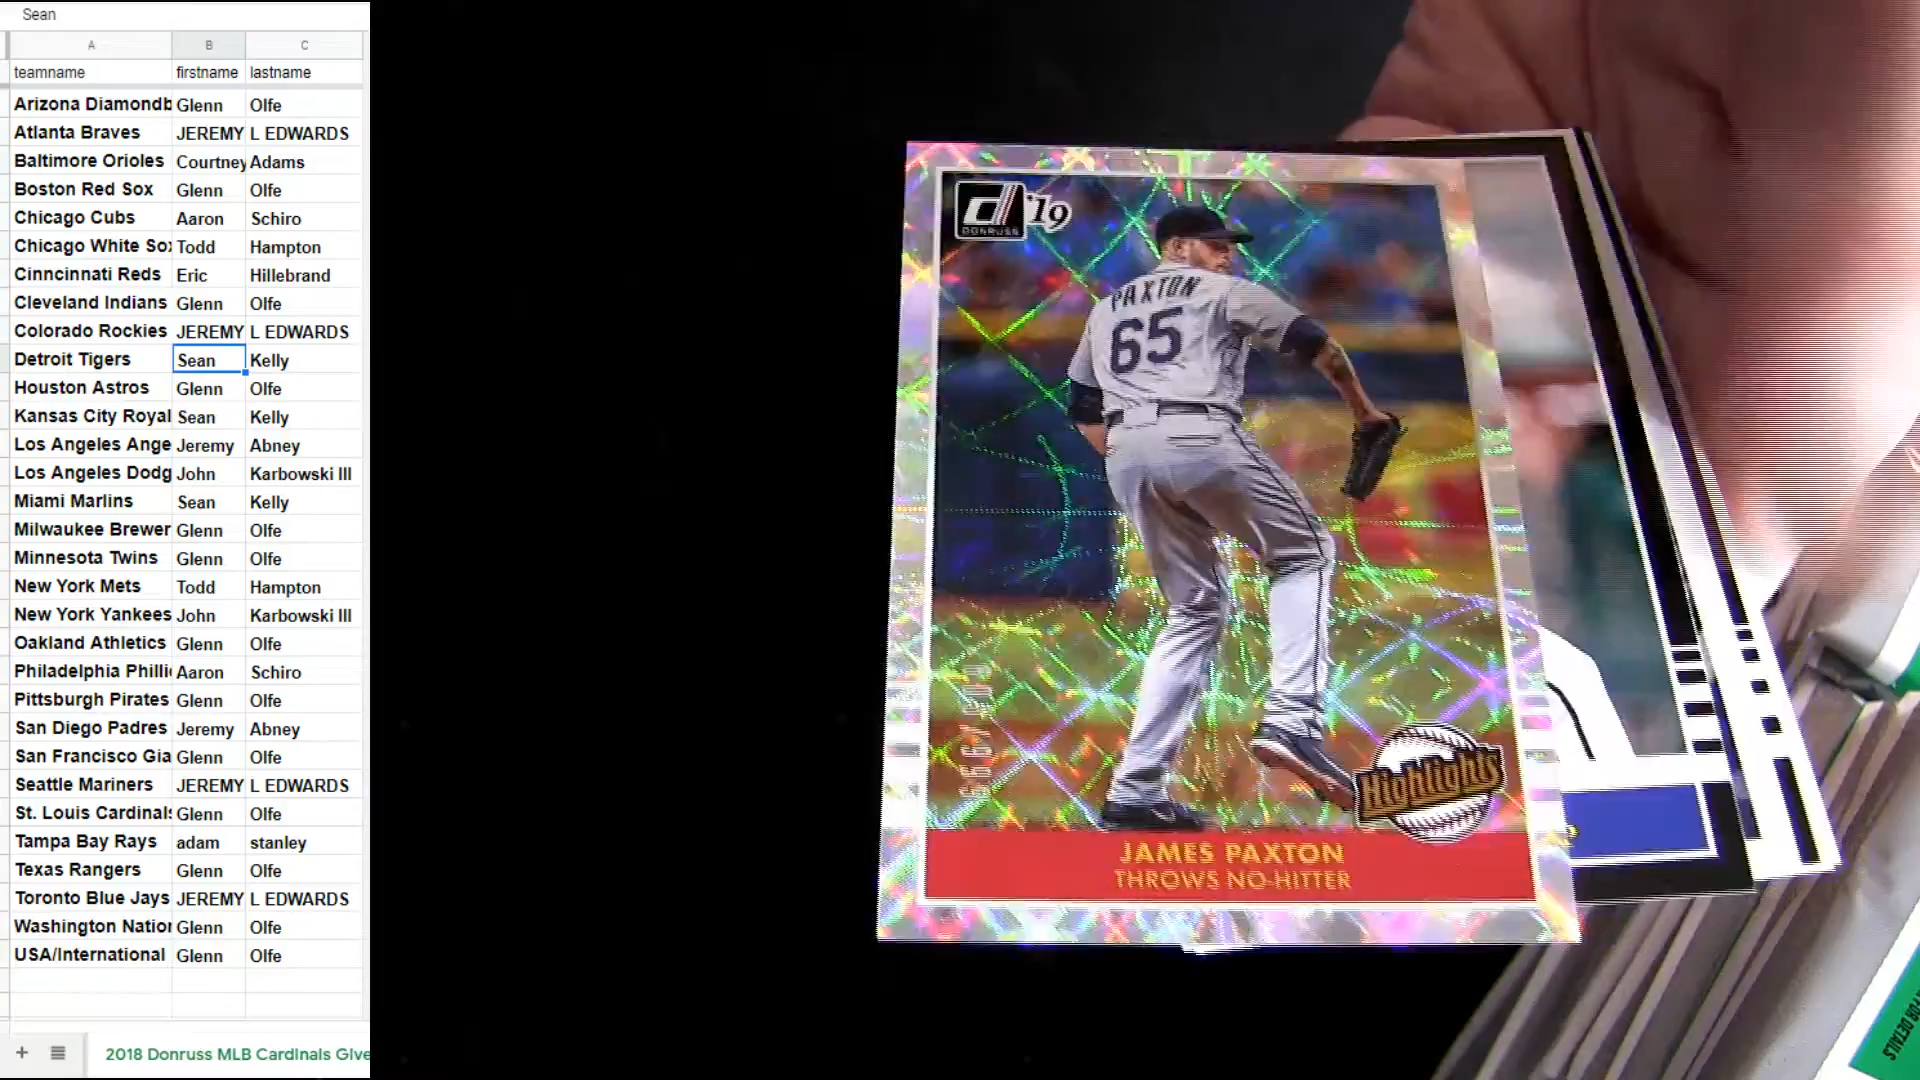 Sean
A B C
teamname firstname lastname
Arizona Diamondb Glenn Olfe
Atlanta Braves JEREMY L EDWARDS
Baltimore Orioles Courtney Adams
Boston Red Sox Glenn Olfe
Chicago Cubs Aaron Schiro
Chicago White So Todd Hampton
Cinncinnati Reds Eric Hillebrand
Cleveland Indians Glenn Olfe
Colorado Rockies JEREMY L EDWARDS
Detroit Tigers Sean Kelly
Houston Astros Glenn Olfe
Kansas City Royal Sean Kelly
Los Angeles Ange Jeremy Abney
Los Angeles Dodg John Karbowski III
Miami Marlins Sean Kelly
Milwaukee Brewer Glenn Olfe
Minnesota Twins Glenn Olfe
New York Mets Todd Hampton
New York Yankees John Karbowski III
Oakland Athletics Glenn Olfe
Philadelphia Philli Aaron Schiro
Pittsburgh Pirates Glenn Olfe
San Diego Padres Jeremy Abney
San Francisco Gia Glenn Olfe
Seattle Mariners JEREMY L EDWARDS
St. Louis Cardinals Glenn Olfe
Tampa Bay Rays adam stanley
Texas Rangers Glenn Olfe
Toronto Blue Jays JEREMY L EDWARDS
Washington Nation Glenn Olfe
USA/International Glenn Olfe
2018 Donruss MLB Cardinals Give
d '19
DONRUSS
PAXTON
65
Highlights
JAMES PAXTON
THROWS NO-HITTER
FOR DETAILS